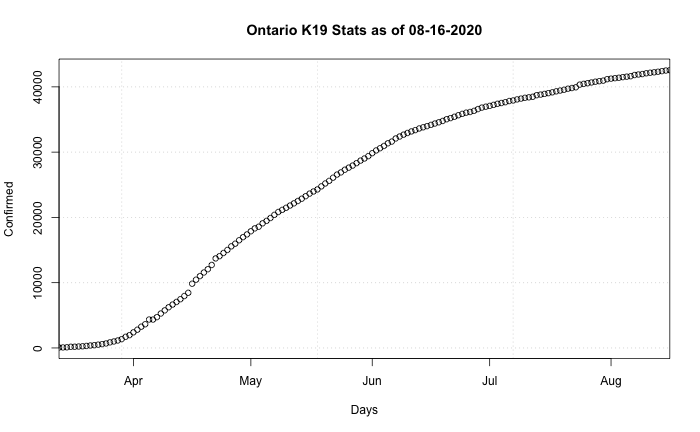 Ontario K19 Stats as of 08-16-2020
Confirmed
40000
30000
20000
10000
0
Apr May Jun Jul Aug
Days